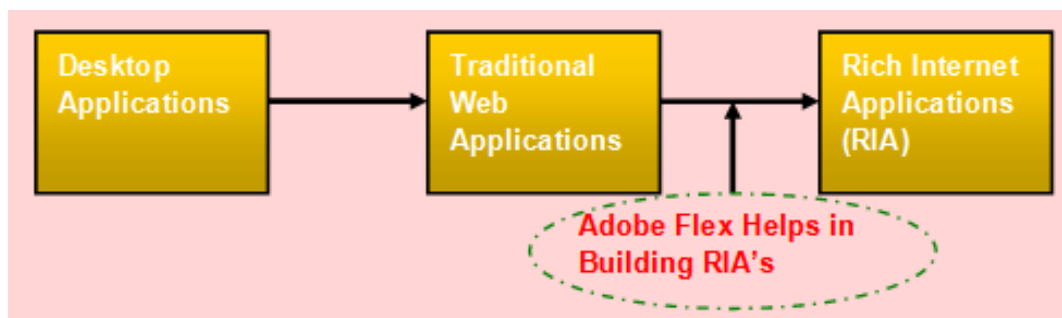 Desktop
Applications
Traditional
Web
Applications
Rich Internet
Applications
(RIA)
Adobe Flex Helps in
Building RIA's